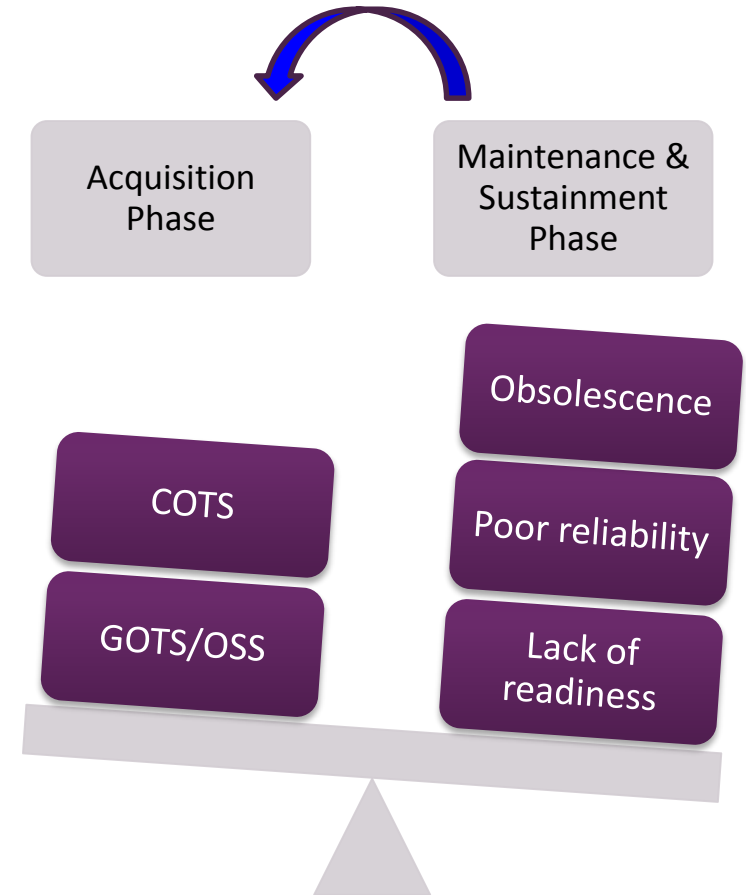 Acquisition
Phase
Maintenance &
Sustainment
Phase
COTS
GOTS/OSS
Obsolescence
Poor reliability
Lack of
readiness